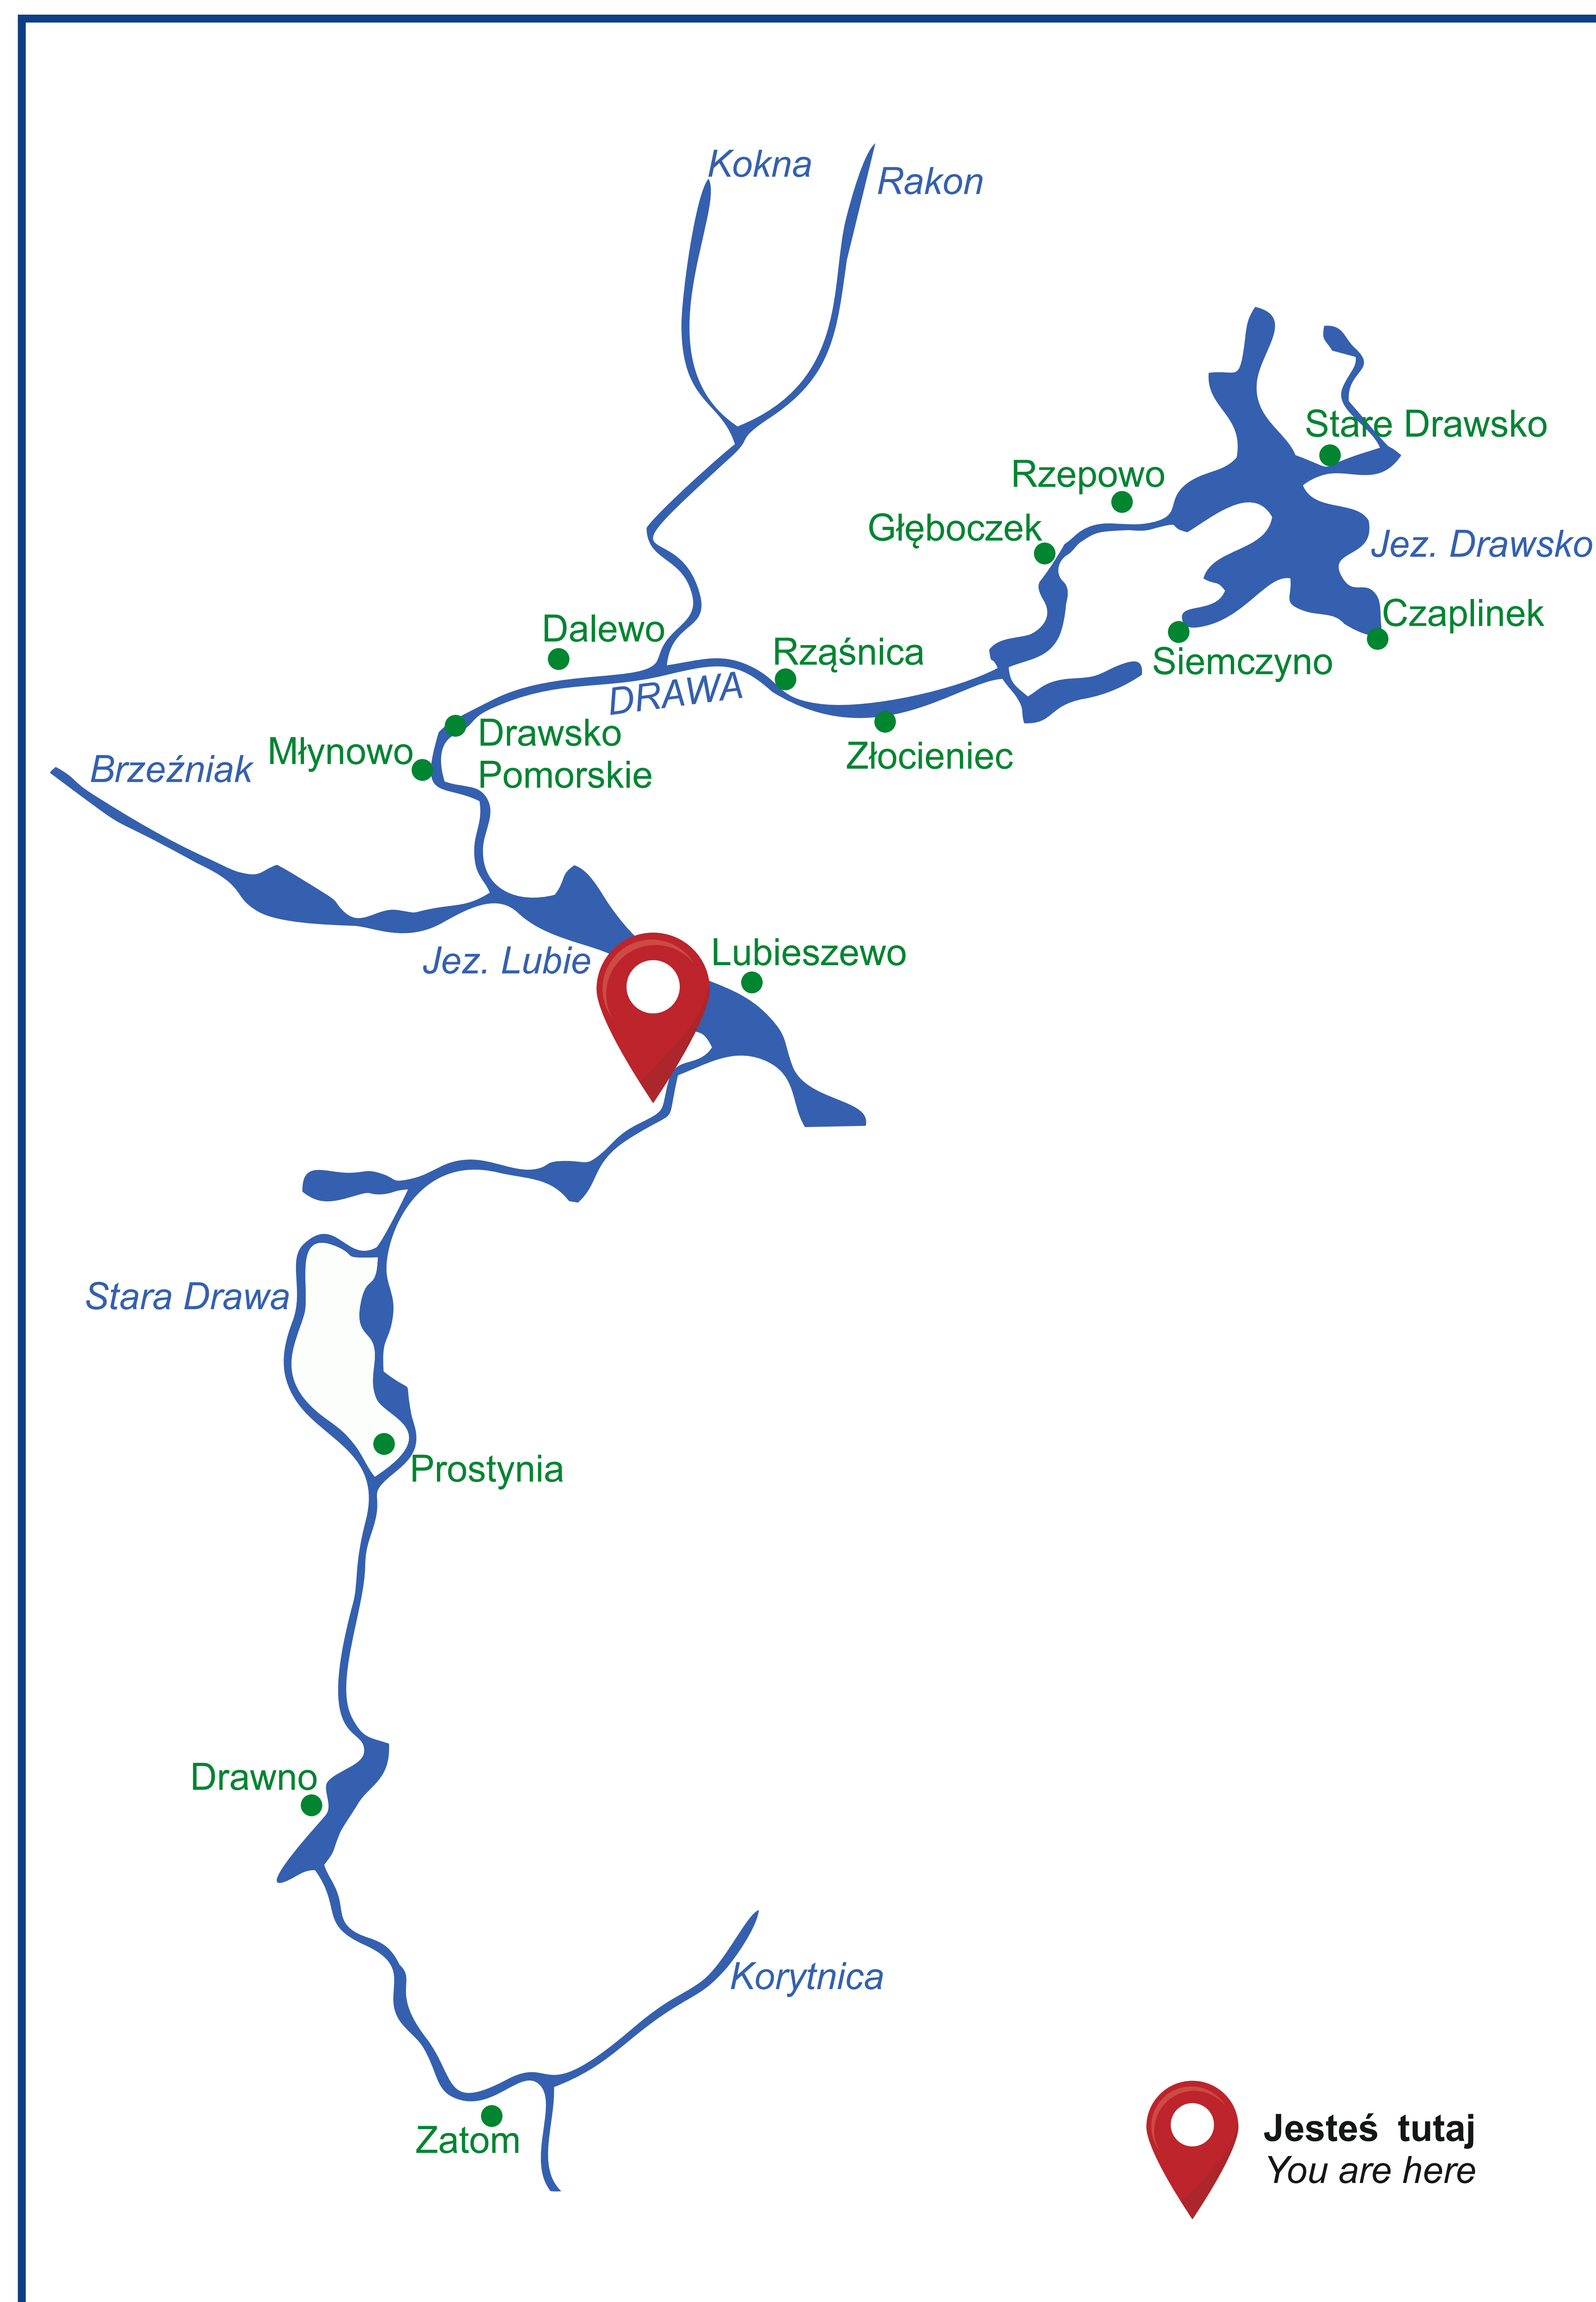 Kokna
Rakon
Stare Drawsko
Rzepowo
Głęboczek
Jez. Drawsko
Czaplinek
Dalewo
Rząśnica
Siemczyno
DRAWA
Drawsko
Pomorskie
Młynowo
Złocieniec
Brzeźniak
Jez. Lubie
Lubieszewo
Stara Drawa
Prostynia
Drawno
Korytnica
Zatom
Jesteś tutaj
You are here